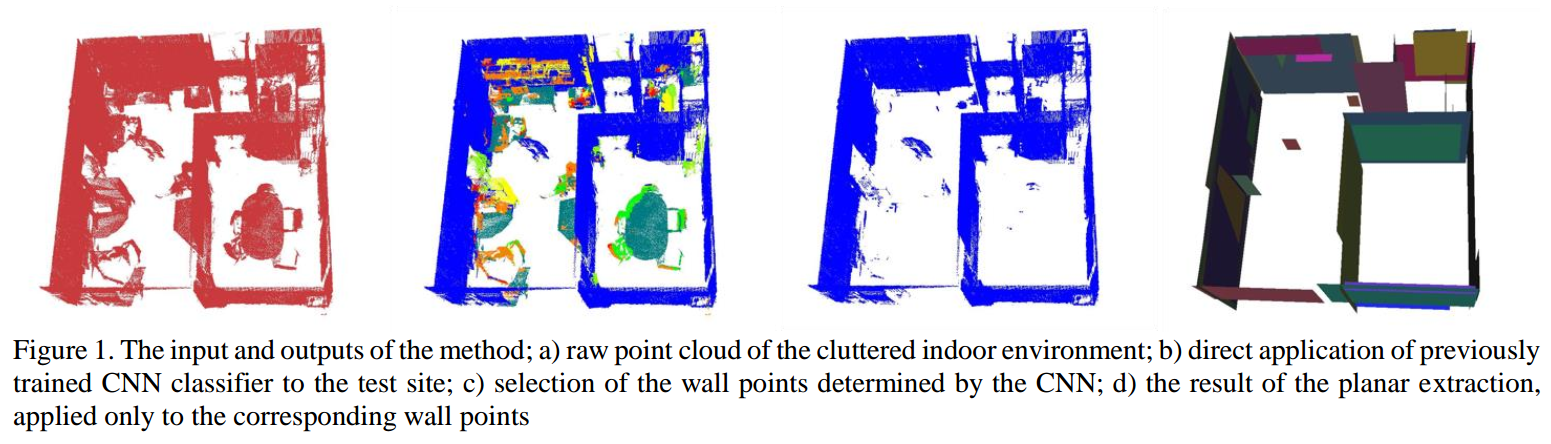 Figure 1. The input and outputs of the method; a) raw point cloud of the cluttered indoor environment; b) direct application of previously
trained CNN classifier to the test site; c) selection of the wall points determined by the CNN; d) the result of the planar extraction,
applied only to the corresponding wall points